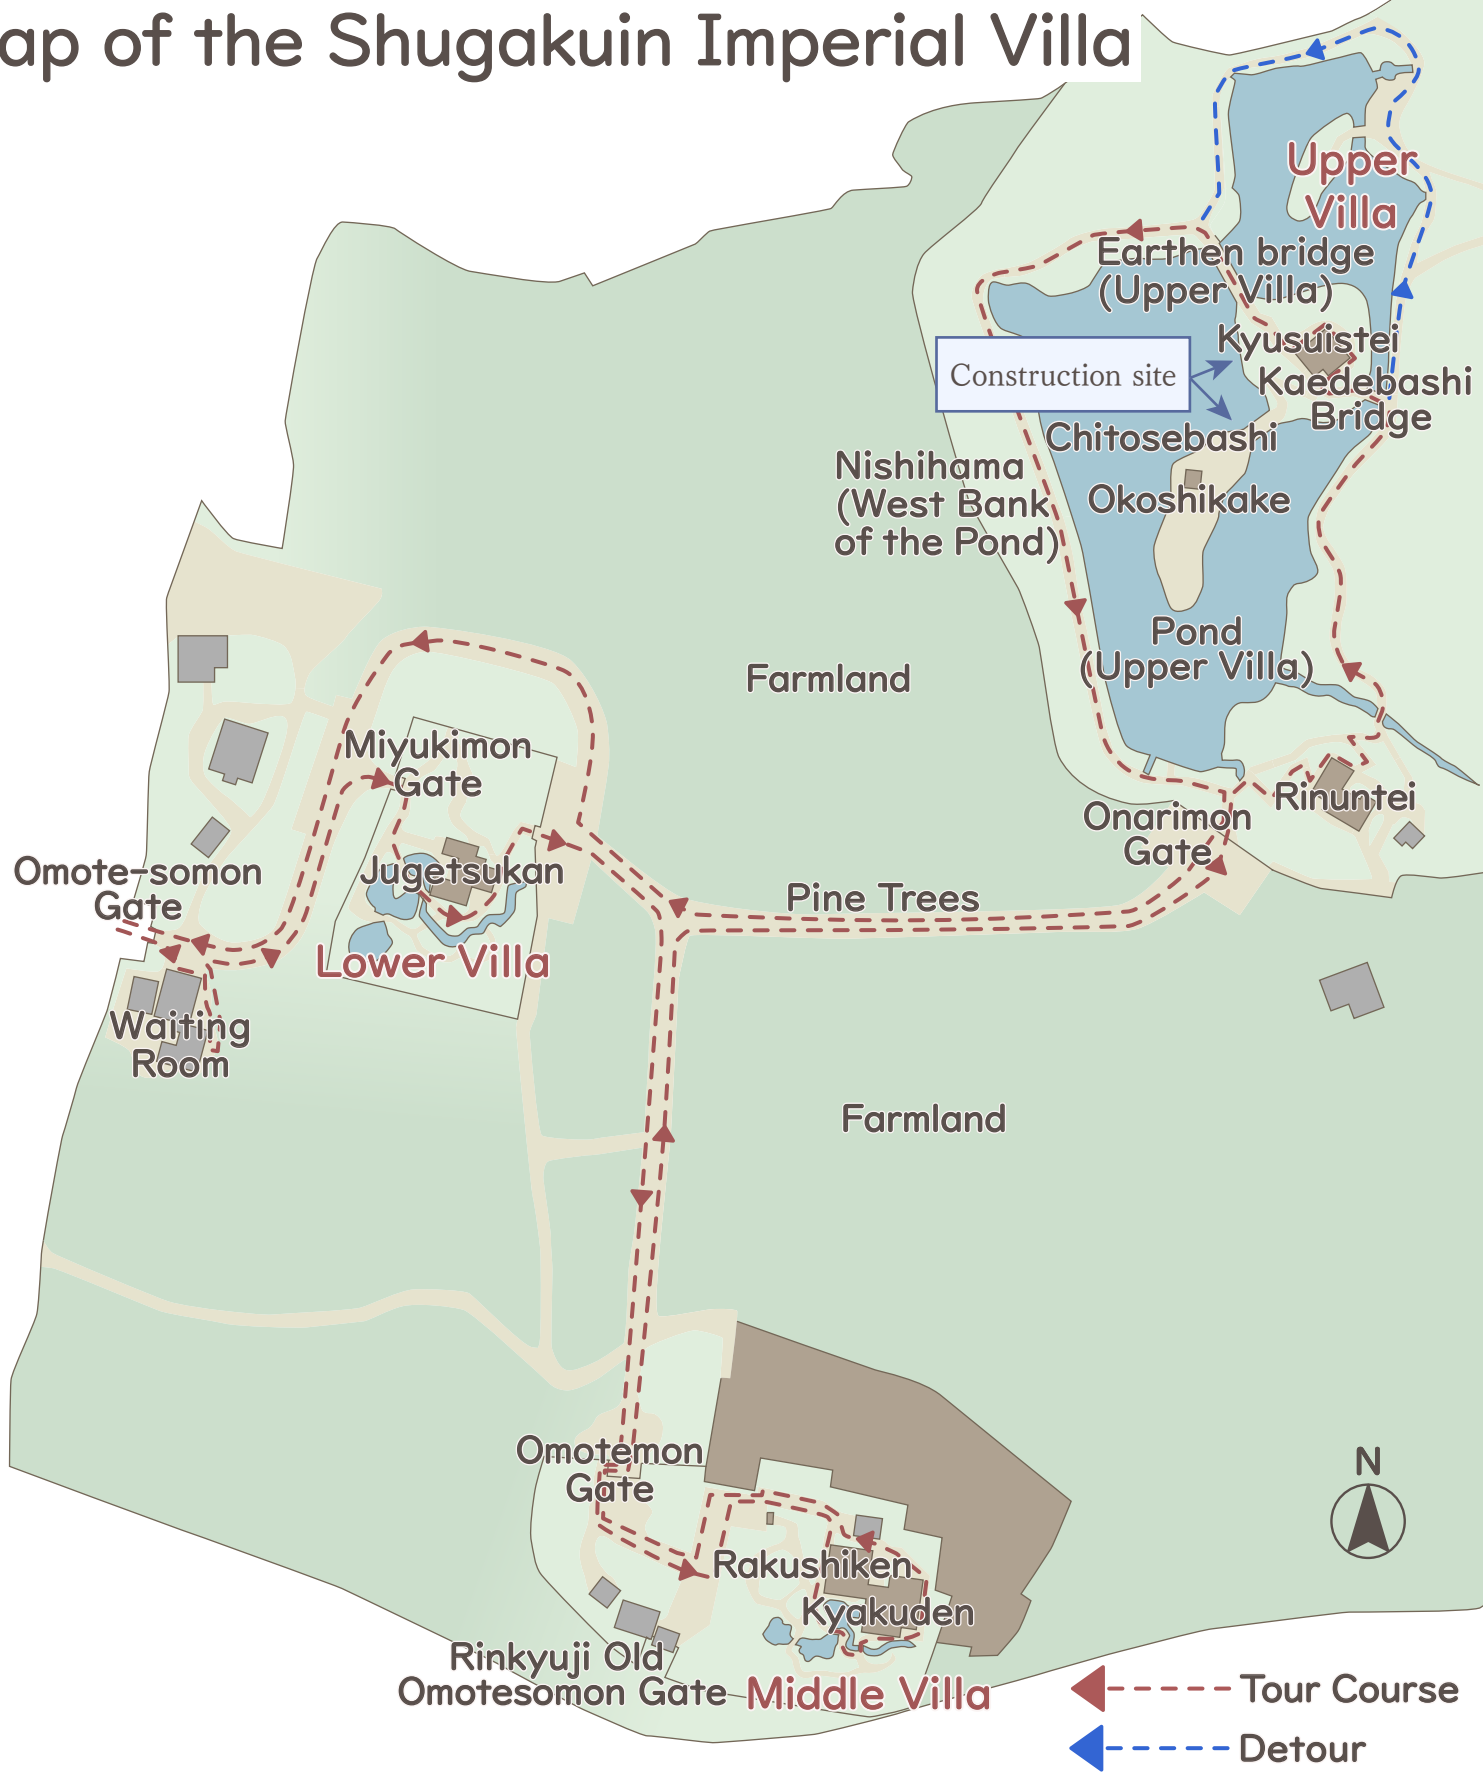 ap of the Shugakuin Imperial Villa
Upper
Villa
Earthen bridge
(Upper Villa)
Kyusuistei
Construction site
Kaedebashi
Bridge
Chitosebashi
Nishihama
(West Bank
of the Pond)
Okoshikake
Pond
(Upper Villa)
Farmland
Miyukimon
Gate
Rinuntei
Onarimon
Gate
Omote-somon
Gate
Jugetsukan
Pine Trees
Lower Villa
Waiting
Room
Farmland
Omotemon
Gate
N
Rakushiken
Kyakuden
Rinkyuji Old
Omotesomon Gate
Middle Villa
Tour Course
Detour